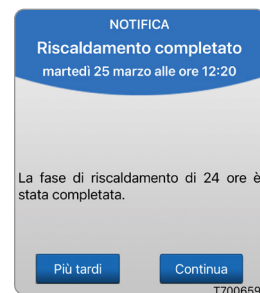 NOTIFICA
Riscaldamento completato
martedì 25 marzo alle ore 12:20
La fase di riscaldamento di 24 ore è
stata completata.
Più tardi
Continua
T700659